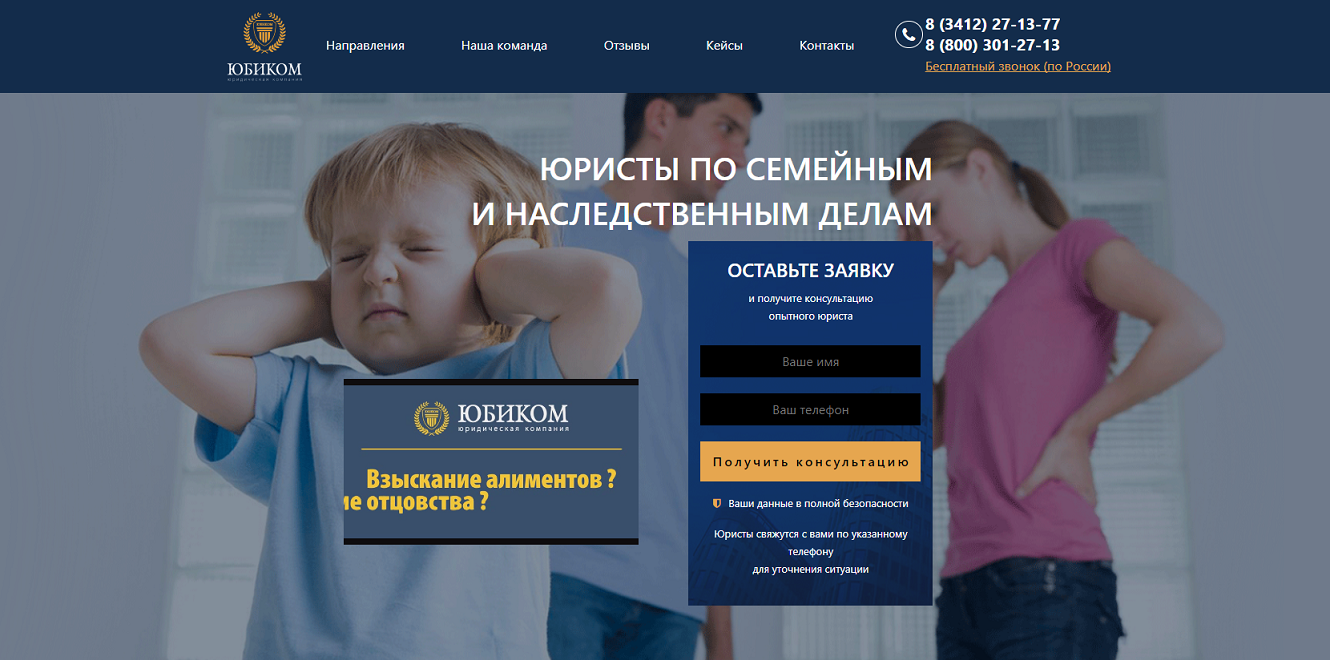 ЮБИКОМ
юридическая компания
Направления
Наша команда
Отзывы
Кейсы
Контакты
8 (3412) 27-13-77
8 (800) 301-27-13
Бесплатный звонок (по России)
ЮРИСТЫ ПО СЕМЕЙНЫМ
И НАСЛЕДСТВЕННЫМ ДЕЛАМ
ЮБИКОМ
юридическая компания
Взыскание алиментов ?
ие отцовства ?
ОСТАВЬТЕ ЗАЯВКУ
и получите консультацию
опытного юриста
Ваше имя
Ваш телефон
Получить консультацию
Ваши данные в полной безопасности
Юристы свяжутся с вами по указанному
телефону
для уточнения ситуации